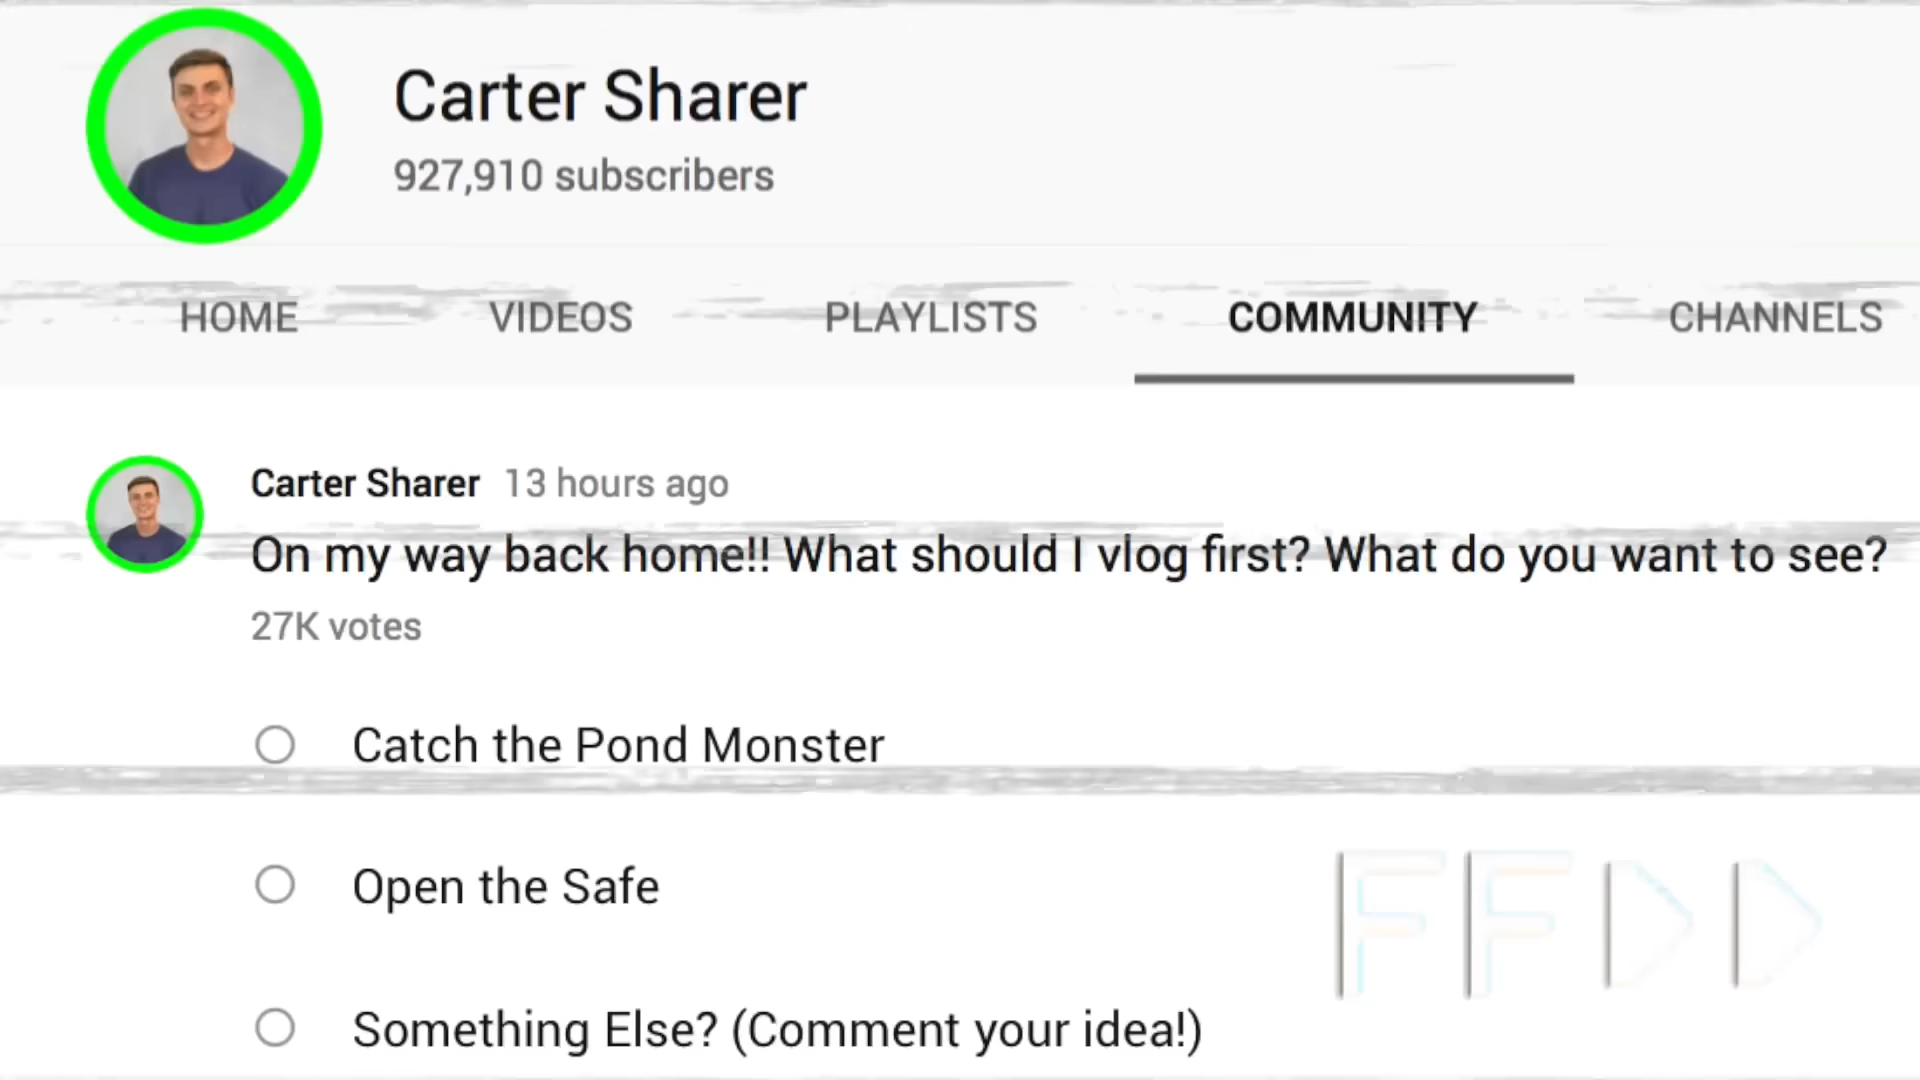 Carter Sharer
927,910 subscribers
HOME VIDEOS PLAYLISTS COMMUNITY CHANNELS
Carter Sharer 13 hours ago
On my way back home!! What should I vlog first? What do you want to see?
27K votes
Catch the Pond Monster
Open the Safe
FF
Something Else? (Comment your idea!)